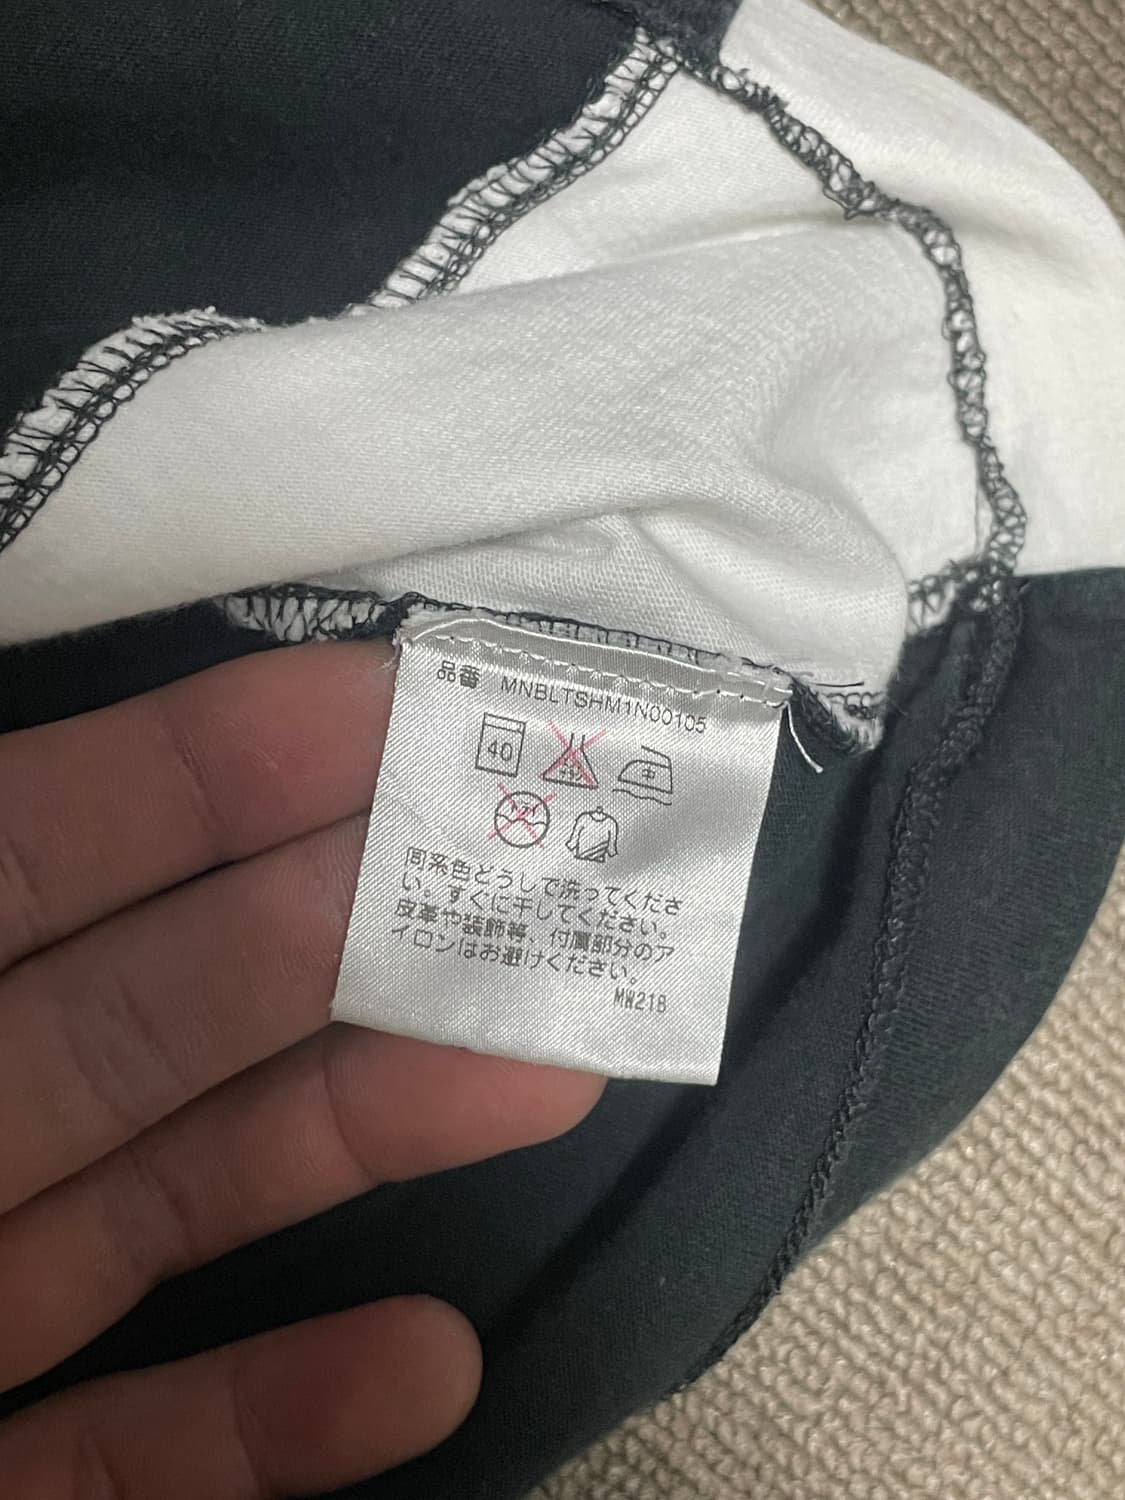 品番 MNBLTSHM1N00105
40
中
同系色どうしで洗ってくださ
い。すぐに干してください。
皮革や装飾等、付属部分のア
イロンはお避けください。
MW218